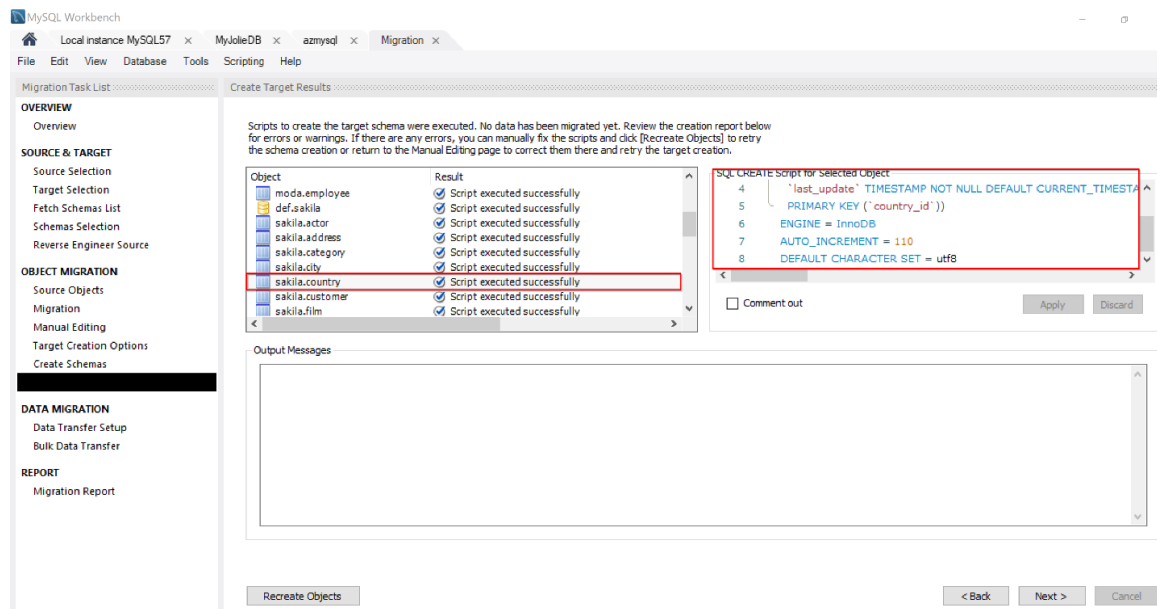 MySQL Workbench
Local instance MySQL57 × MyJolieDB × azmysql × Migration ×
File Edit View Database Tools Scripting Help
Migration Task List
OVERVIEW
Overview
SOURCE & TARGET
Source Selection
Target Selection
Fetch Schemas List
Schemas Selection
Reverse Engineer Source
OBJECT MIGRATION
Source Objects
Migration
Manual Editing
Target Creation Options
Create Schemas
DATA MIGRATION
Data Transfer Setup
Bulk Data Transfer
REPORT
Migration Report
Create Target Results
Scripts to create the target schema were executed. No data has been migrated yet. Review the creation report below
for errors or warnings. If there are any errors, you can manually fix the scripts and click [Recreate Objects] to retry
the schema creation or return to the Manual Editing page to correct them there and retry the target creation.
Object Result
moda.employee Script executed successfully
def.sakila Script executed successfully
sakila.actor Script executed successfully
sakila.address Script executed successfully
sakila.category Script executed successfully
sakila.city Script executed successfully
sakila.country Script executed successfully
sakila.customer Script executed successfully
sakila.film Script executed successfully
SQL CREATE Script for Selected Object
4 `last_update` TIMESTAMP NOT NULL DEFAULT CURRENT_TIMESTA
5 PRIMARY KEY (`country_id`))
6 ENGINE = InnoDB
7 AUTO_INCREMENT = 110
8 DEFAULT CHARACTER SET = utf8
Comment out
Apply Discard
Output Messages
Recreate Objects
< Back Next > Cancel